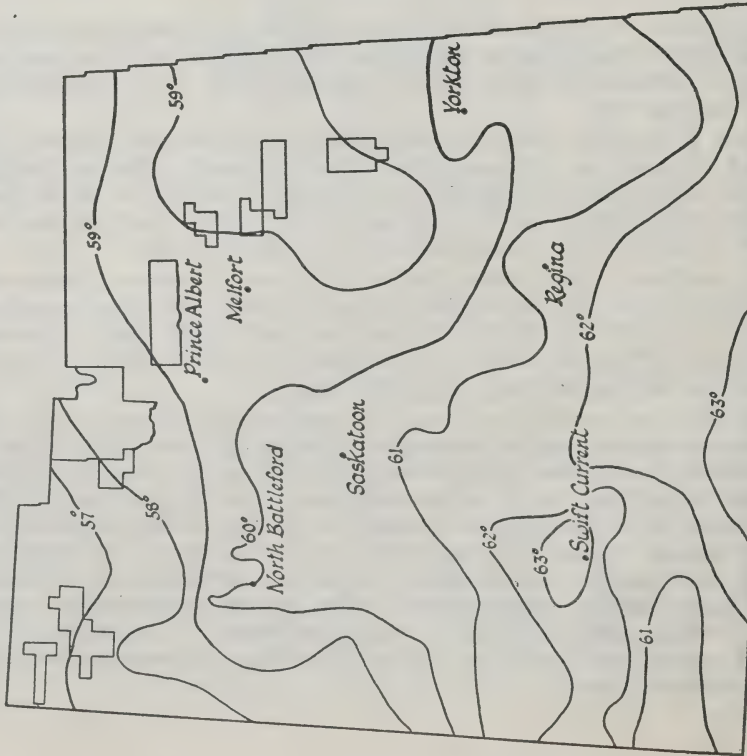 57°
58°
59°
59°
Prince Albert
Melfort
60°
North Battleford
Saskatoon
Yorkton
61
62°
Regina
62°
63°
Swift Current
61
63°